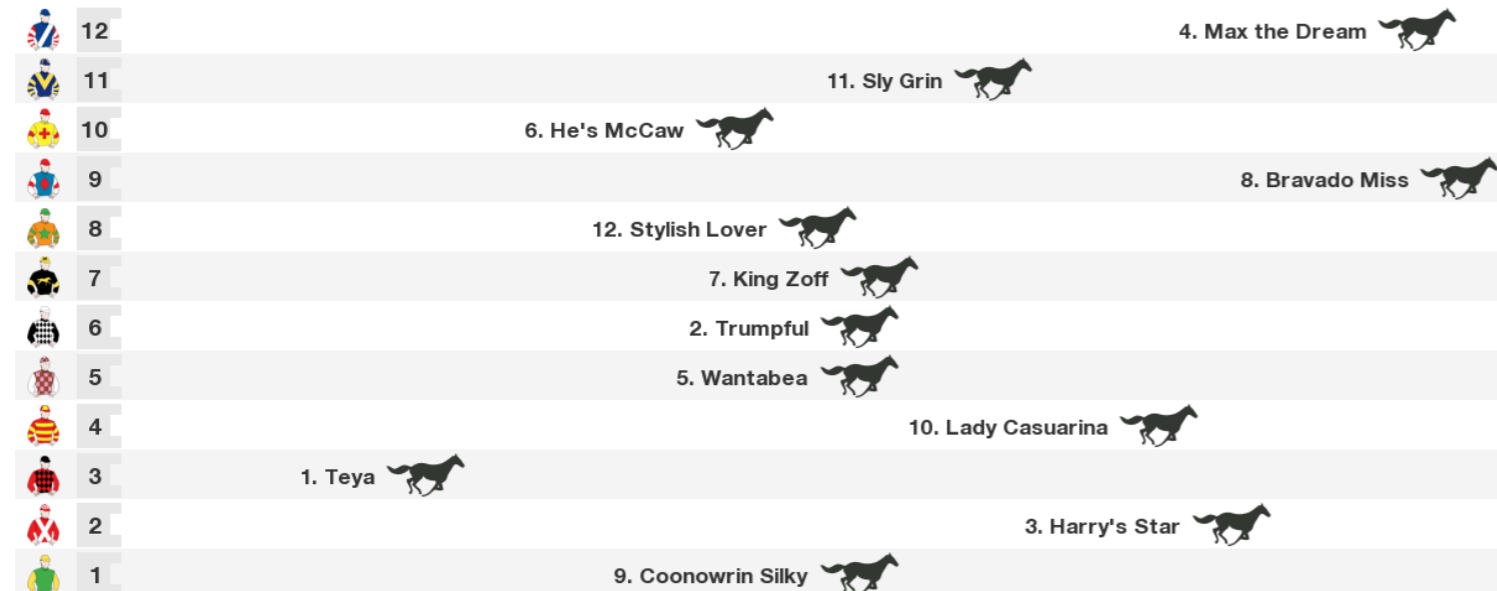 12 4. Max the Dream
11 11. Sly Grin
10 6. He's McCaw
9 8. Bravado Miss
8 12. Stylish Lover
7 7. King Zoff
6 2. Trumpful
5 5. Wantabea
4 10. Lady Casuarina
3 1. Teya
2 3. Harry's Star
1 9. Coonowrin Silky